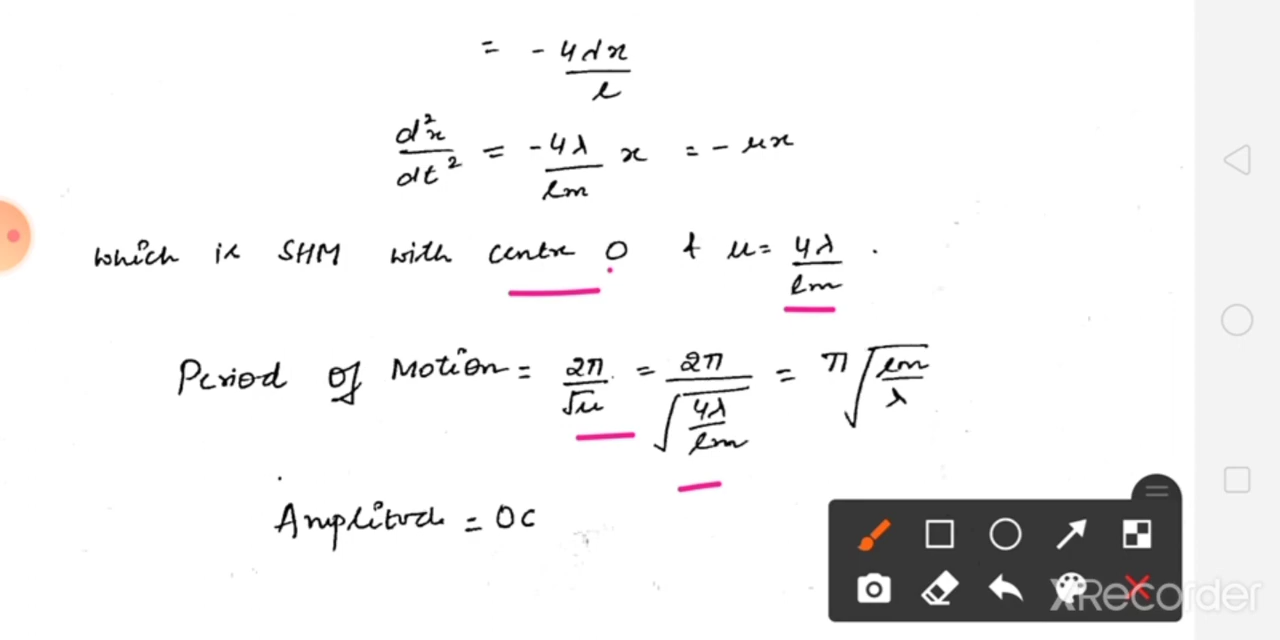 = - 4λx/l
d²x/dt² = -4λ/lm x = - μx
which is SHM with centre O & μ = 4λ/lm .
Period of Motion = 2π/√μ = 2π/√(4λ/lm) = π√(lm/λ)
Amplitude = OC
XRecorder